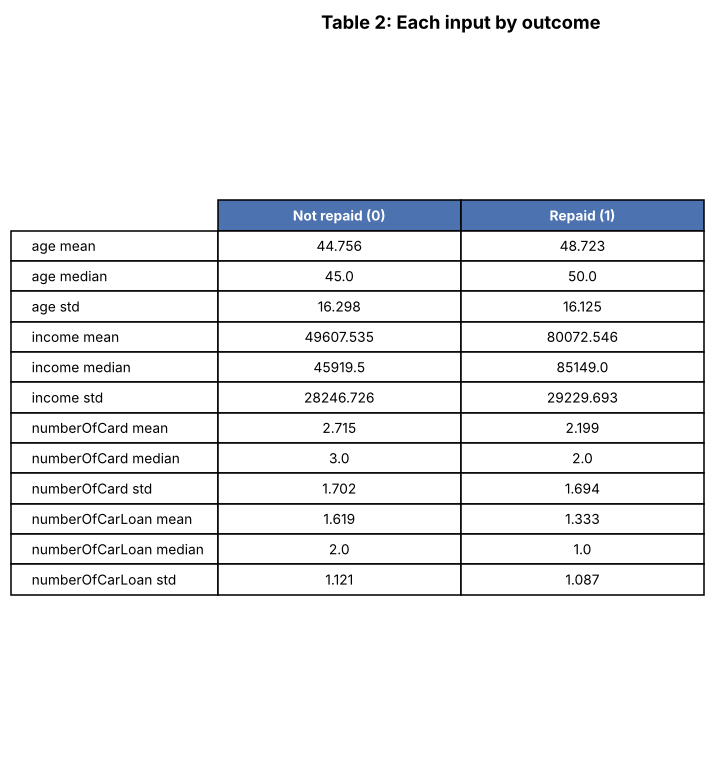 Table 2: Each input by outcome
Not repaid (0) Repaid (1)
age mean 44.756 48.723
age median 45.0 50.0
age std 16.298 16.125
income mean 49607.535 80072.546
income median 45919.5 85149.0
income std 28246.726 29229.693
numberOfCard mean 2.715 2.199
numberOfCard median 3.0 2.0
numberOfCard std 1.702 1.694
numberOfCarLoan mean 1.619 1.333
numberOfCarLoan median 2.0 1.0
numberOfCarLoan std 1.121 1.087